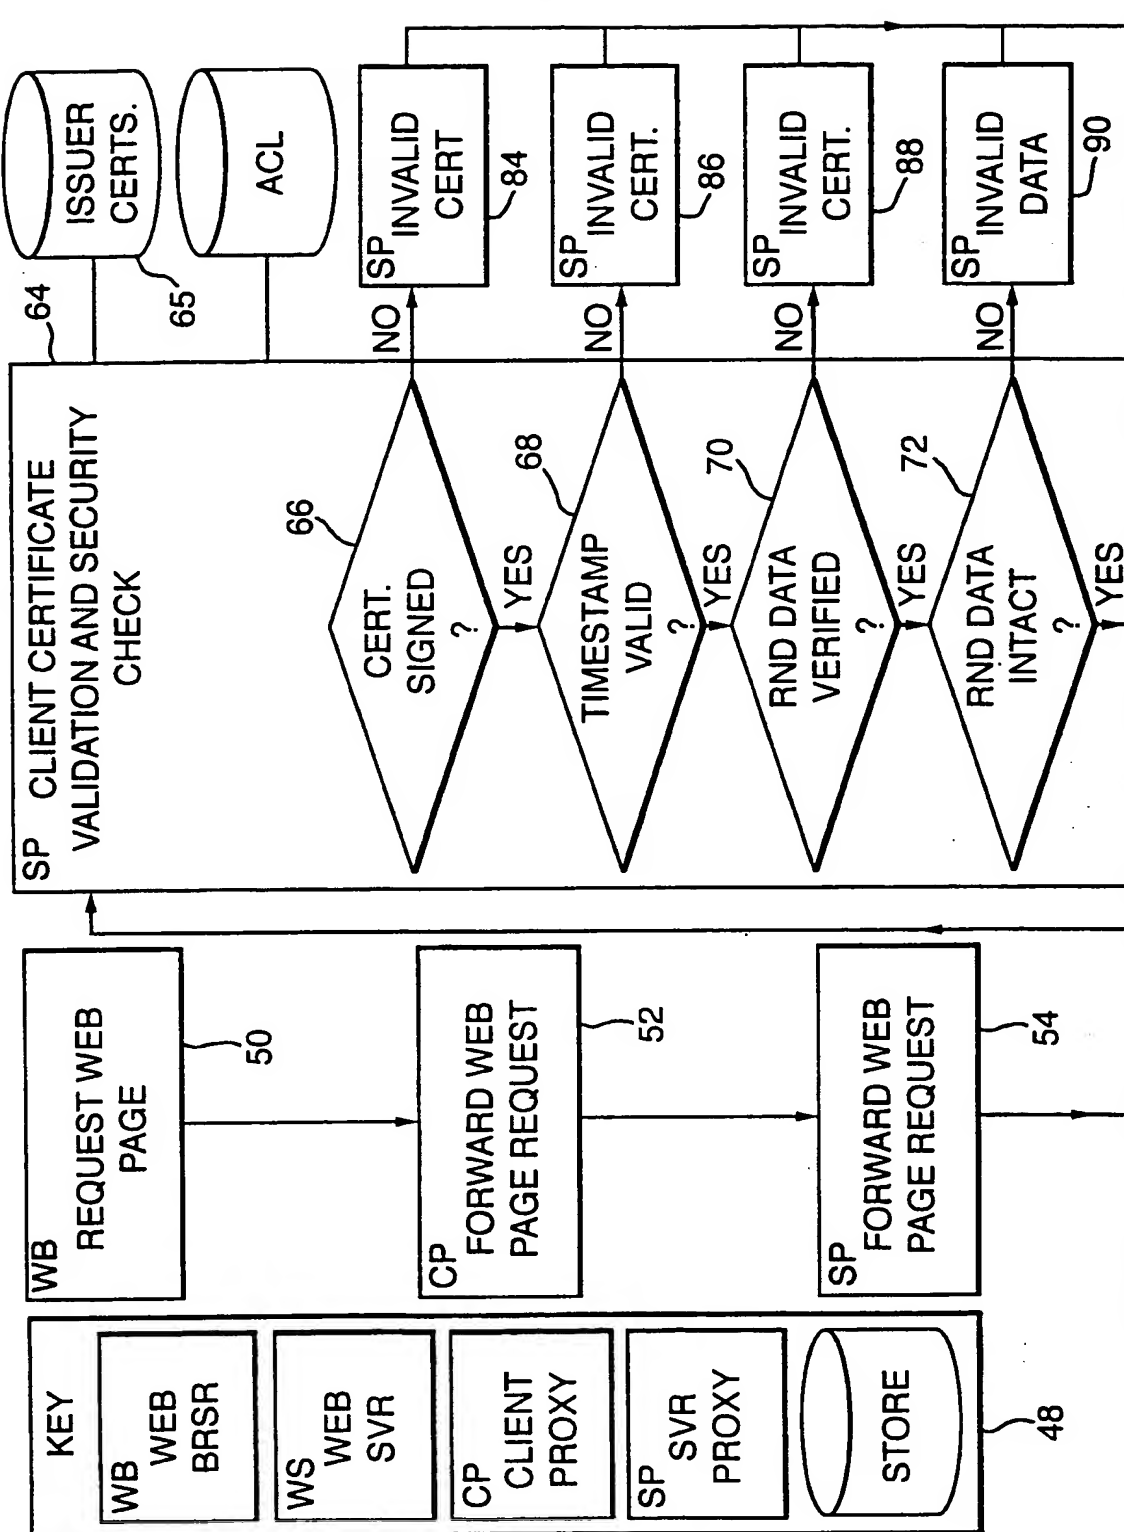 KEY
WB
WEB
BRSR
WS
WEB
SVR
CP
CLIENT
PROXY
SP
SVR
PROXY
STORE
48
WB
REQUEST WEB
PAGE
50
CP
FORWARD WEB
PAGE REQUEST
52
SP
FORWARD WEB
PAGE REQUEST
54
SP CLIENT CERTIFICATE
VALIDATION AND SECURITY
CHECK
64
ISSUER
CERTS.
65
ACL
CERT.
SIGNED
?
66
NO
YES
SP
INVALID
CERT
84
TIMESTAMP
VALID
?
68
NO
YES
SP
INVALID
CERT.
86
RND DATA
VERIFIED
?
70
NO
YES
SP
INVALID
CERT.
88
RND DATA
INTACT
?
72
NO
YES
SP
INVALID
DATA
90